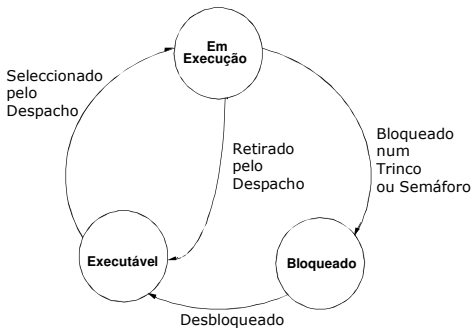 Em
Execução
Seleccionado
pelo
Despacho
Bloqueado
num
Trinco
ou Semáforo
Retirado
pelo
Despacho
Executável
Bloqueado
Desbloqueado